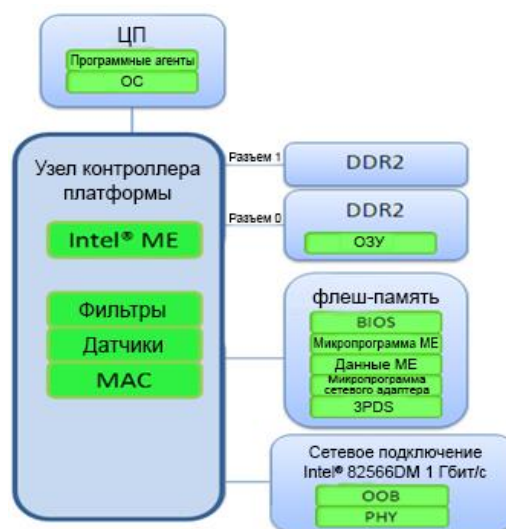 ЦП
Программные агенты
ОС
Узел контроллера
платформы
Intel® ME
Фильтры
Датчики
MAC
Разъем 1
DDR2
Разъем 0
DDR2
ОЗУ
флеш-память
BIOS
Микропрограмма ME
Данные ME
Микропрограмма
сетевого адаптера
3PDS
Сетевое подключение
Intel® 82566DM 1 Гбит/с
OOB
PHY